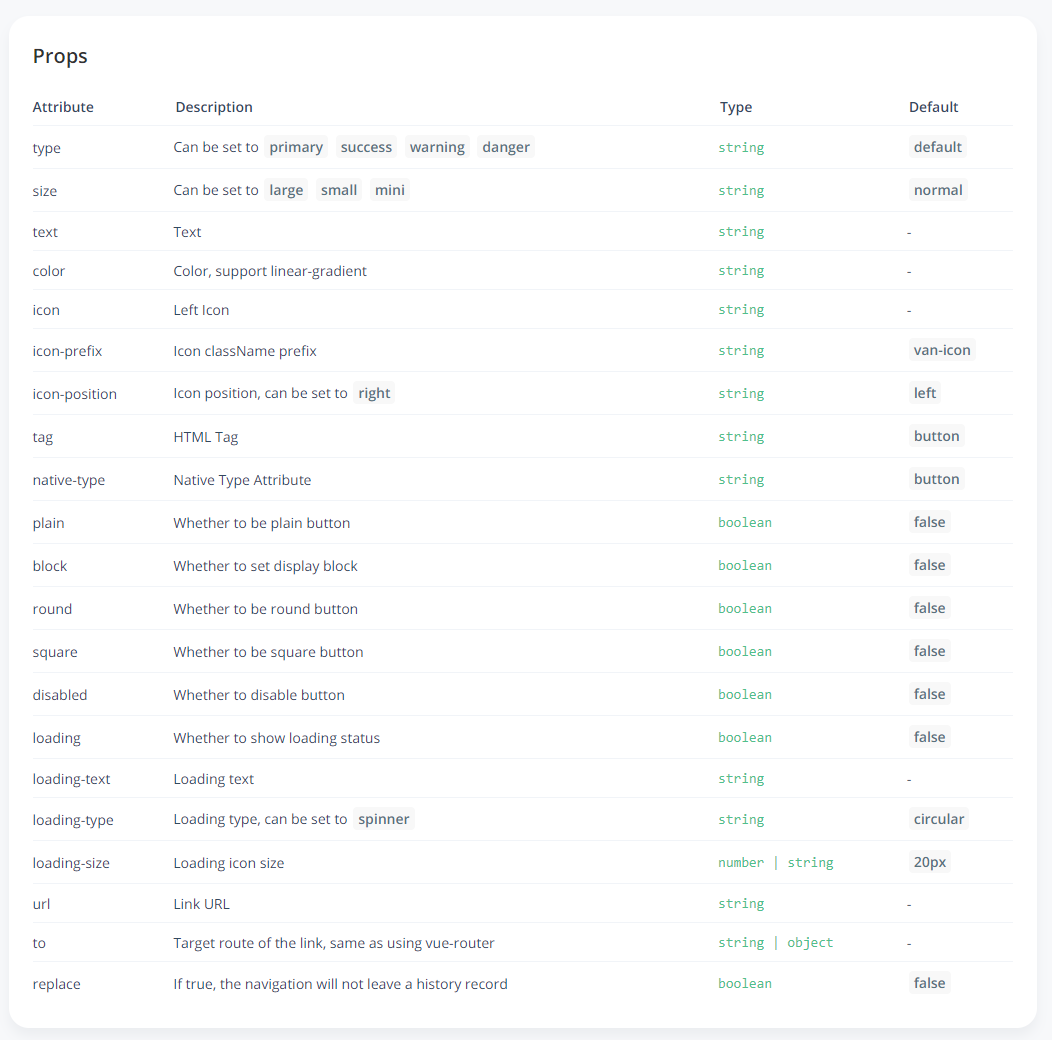 Props
Attribute Description Type Default
type Can be set to primary success warning danger string default
size Can be set to large small mini string normal
text Text string -
color Color, support linear-gradient string -
icon Left Icon string -
icon-prefix Icon className prefix string van-icon
icon-position Icon position, can be set to right string left
tag HTML Tag string button
native-type Native Type Attribute string button
plain Whether to be plain button boolean false
block Whether to set display block boolean false
round Whether to be round button boolean false
square Whether to be square button boolean false
disabled Whether to disable button boolean false
loading Whether to show loading status boolean false
loading-text Loading text string -
loading-type Loading type, can be set to spinner string circular
loading-size Loading icon size number | string 20px
url Link URL string -
to Target route of the link, same as using vue-router string | object -
replace If true, the navigation will not leave a history record boolean false